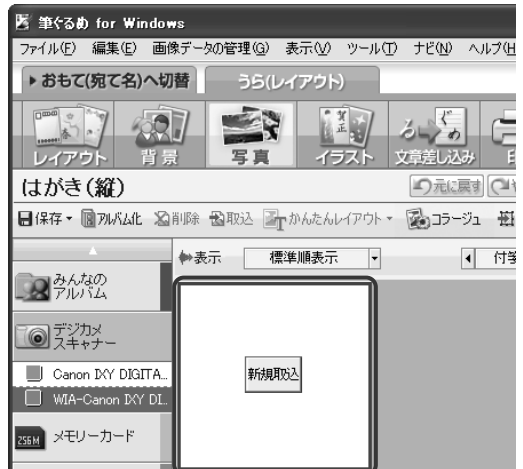 筆ぐるめ for Windows
ファイル(F) 編集(E) 画像データの管理(G) 表示(V) ツール(T) ナビ(N) ヘルプ(H
おもて(宛て名)へ切替 うら(レイアウト)
レイアウト 背景 写真 イラスト 文章差し込み
はがき(縦) 元に戻す
保存 アルバム化 削除 取込 かんたんレイアウト コラージュ
表示 標準順表示 付箋
みんなの
アルバム
デジカメ
スキャナー
Canon IXY DIGITA...
新規取込
WIA-Canon IXY DI...
256M メモリーカード